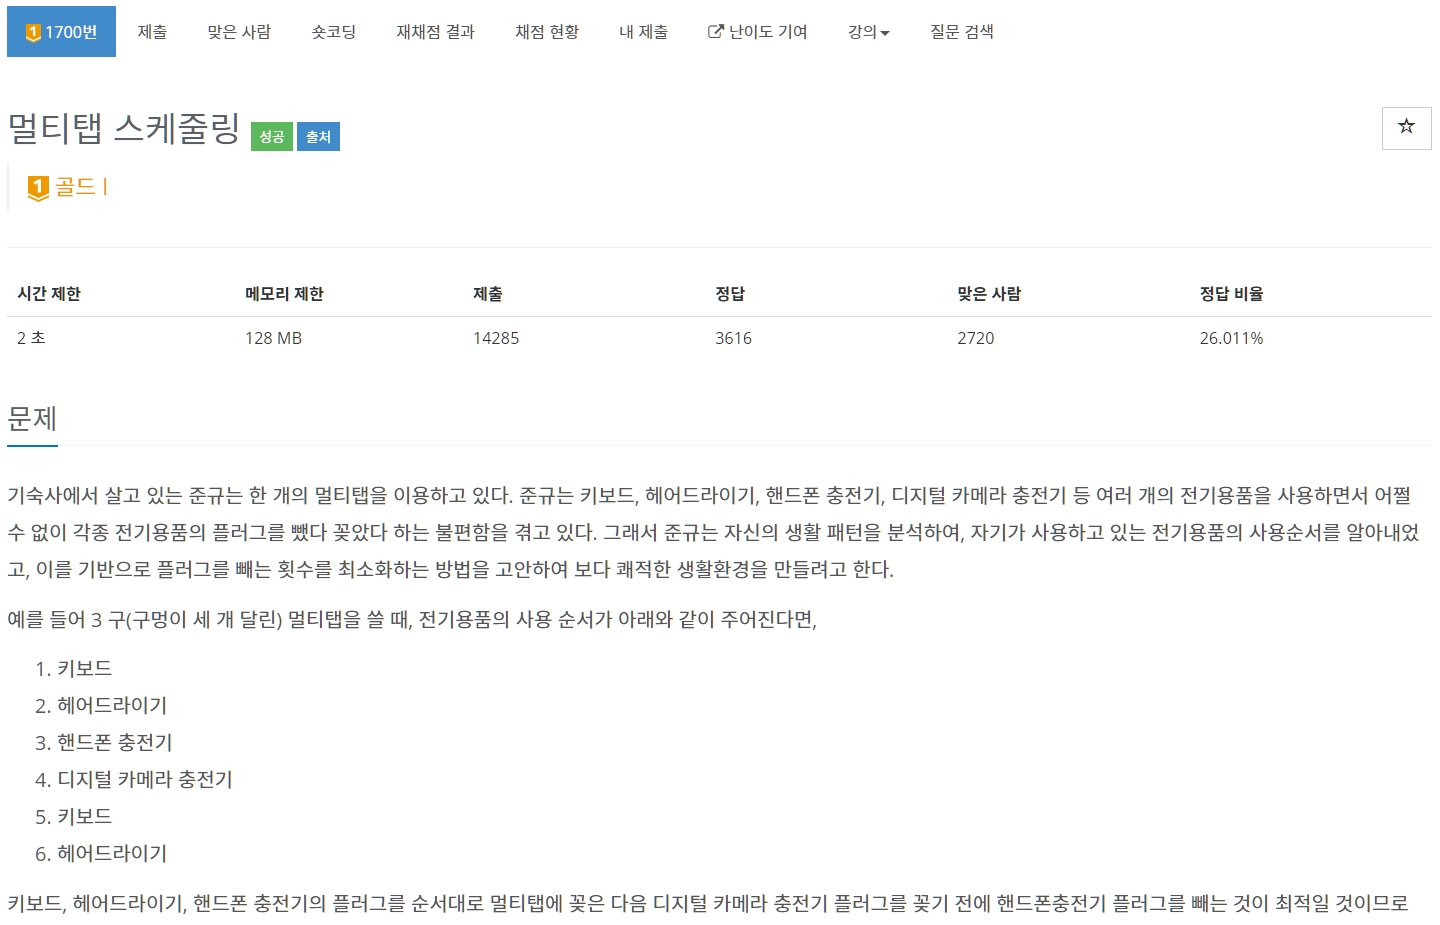 1 1700번 제출 맞은 사람 숏코딩 재채점 결과 채점 현황 내 제출 난이도 기여 강의 질문 검색
멀티탭 스케줄링 성공 출처
1 골드 I
시간 제한 메모리 제한 제출 정답 맞은 사람 정답 비율
2 초 128 MB 14285 3616 2720 26.011%
문제
기숙사에서 살고 있는 준규는 한 개의 멀티탭을 이용하고 있다. 준규는 키보드, 헤어드라이기, 핸드폰 충전기, 디지털 카메라 충전기 등 여러 개의 전기용품을 사용하면서 어쩔
수 없이 각종 전기용품의 플러그를 뺐다 꽂았다 하는 불편함을 겪고 있다. 그래서 준규는 자신의 생활 패턴을 분석하여, 자기가 사용하고 있는 전기용품의 사용순서를 알아내었
고, 이를 기반으로 플러그를 빼는 횟수를 최소화하는 방법을 고안하여 보다 쾌적한 생활환경을 만들려고 한다.
예를 들어 3 구(구멍이 세 개 달린) 멀티탭을 쓸 때, 전기용품의 사용 순서가 아래와 같이 주어진다면,
1. 키보드
2. 헤어드라이기
3. 핸드폰 충전기
4. 디지털 카메라 충전기
5. 키보드
6. 헤어드라이기
키보드, 헤어드라이기, 핸드폰 충전기의 플러그를 순서대로 멀티탭에 꽂은 다음 디지털 카메라 충전기 플러그를 꽂기 전에 핸드폰충전기 플러그를 빼는 것이 최적일 것이므로